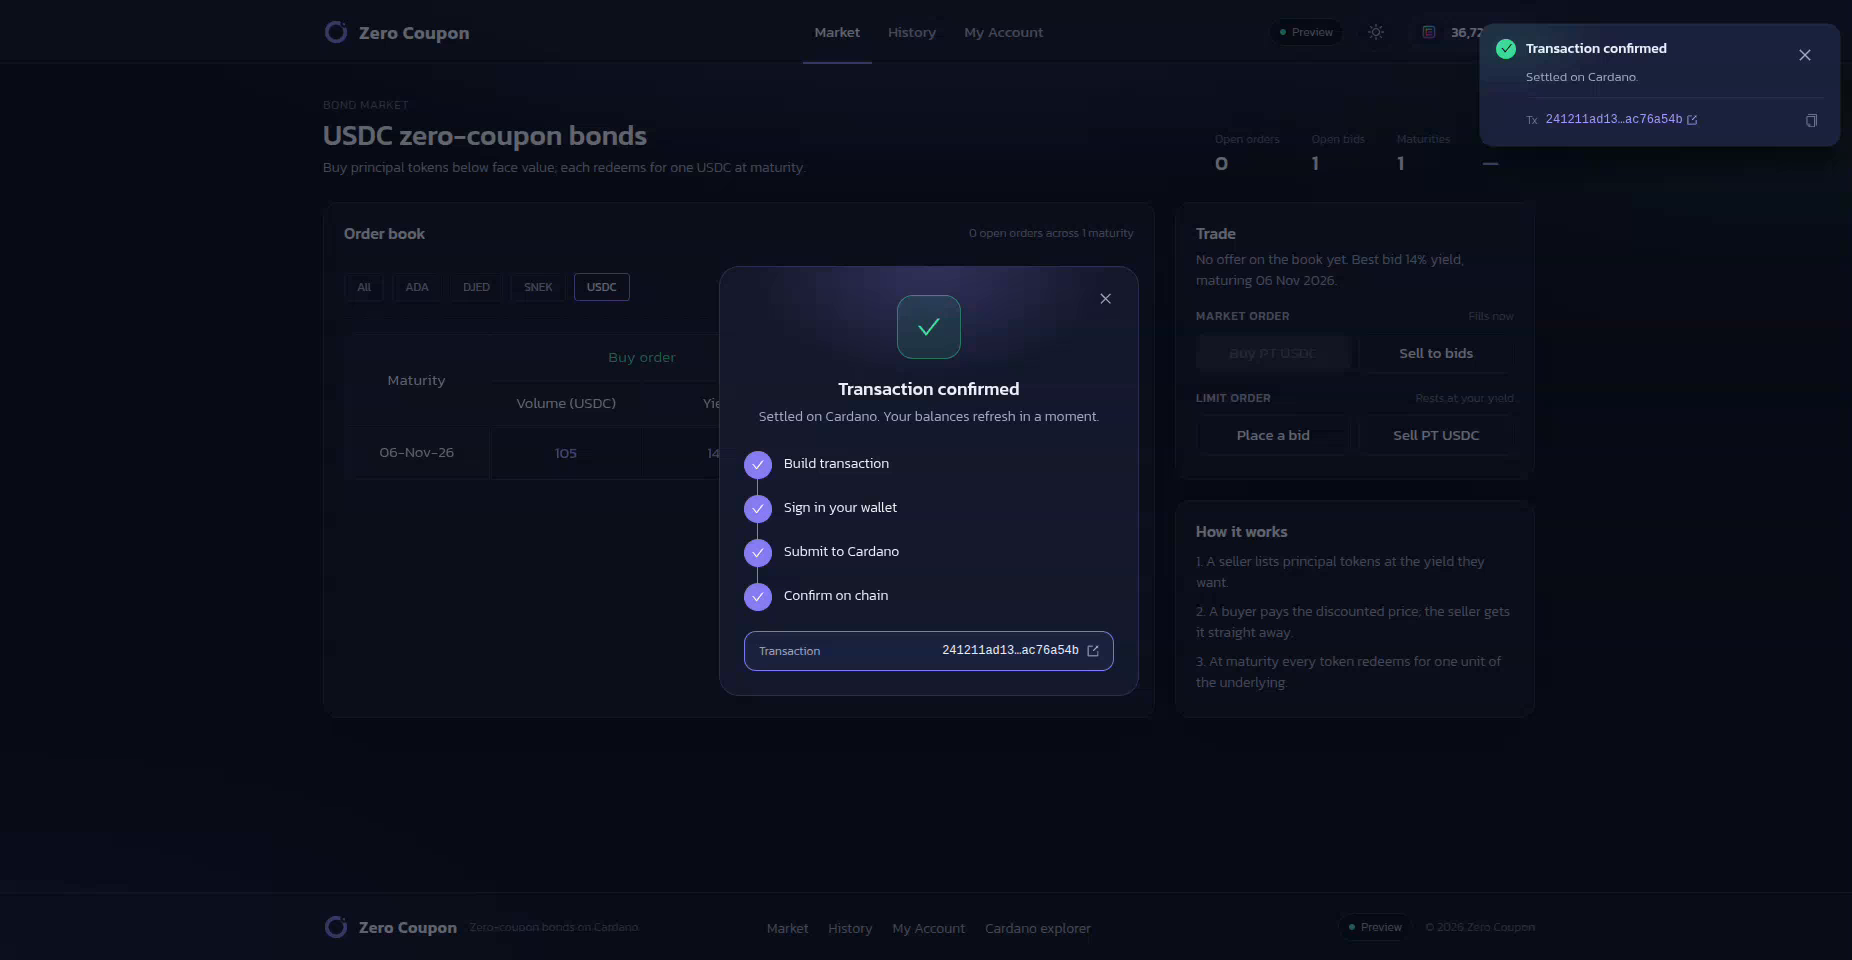 Zero Coupon
Market
History
My Account
Preview
36,72
Transaction confirmed
Settled on Cardano.
Tx 241211ad13…ac76a54b
BOND MARKET
USDC zero-coupon bonds
Buy principal tokens below face value; each redeems for one USDC at maturity.
Open orders
0
Open bids
1
Maturities
1
—
Order book
0 open orders across 1 maturity
All
ADA
DJED
SNEK
USDC
Maturity
Buy order
Volume (USDC)
Yie
06-Nov-26
105
14
Transaction confirmed
Settled on Cardano. Your balances refresh in a moment.
Build transaction
Sign in your wallet
Submit to Cardano
Confirm on chain
Transaction
241211ad13…ac76a54b
Trade
No offer on the book yet. Best bid 14% yield,
maturing 06 Nov 2026.
MARKET ORDER
Fills now
Buy PT USDC
Sell to bids
LIMIT ORDER
Rests at your yield
Place a bid
Sell PT USDC
How it works
1. A seller lists principal tokens at the yield they
want.
2. A buyer pays the discounted price; the seller gets
it straight away.
3. At maturity every token redeems for one unit of
the underlying.
Zero Coupon
Zero-coupon bonds on Cardano
Market
History
My Account
Cardano explorer
Preview
© 2026 Zero Coupon